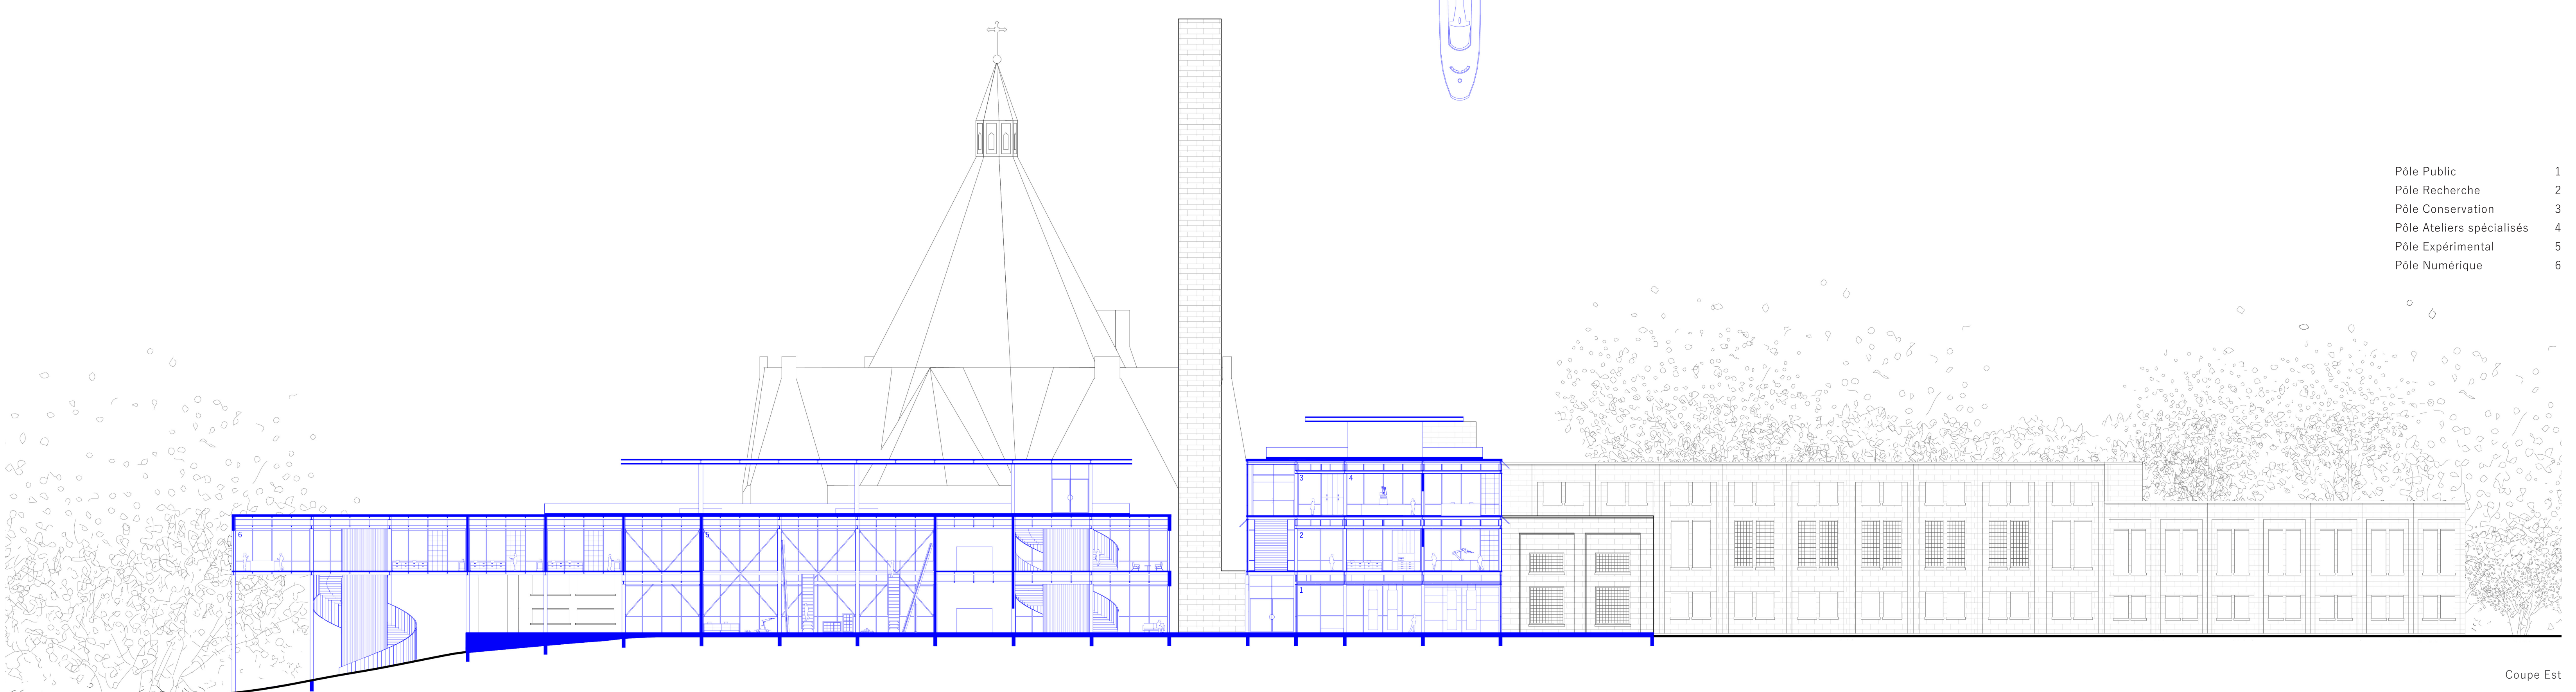 Pôle Public 1
Pôle Recherche 2
Pôle Conservation 3
Pôle Ateliers spécialisés 4
Pôle Expérimental 5
Pôle Numérique 6
3
4
6
5
2
1
Coupe Est